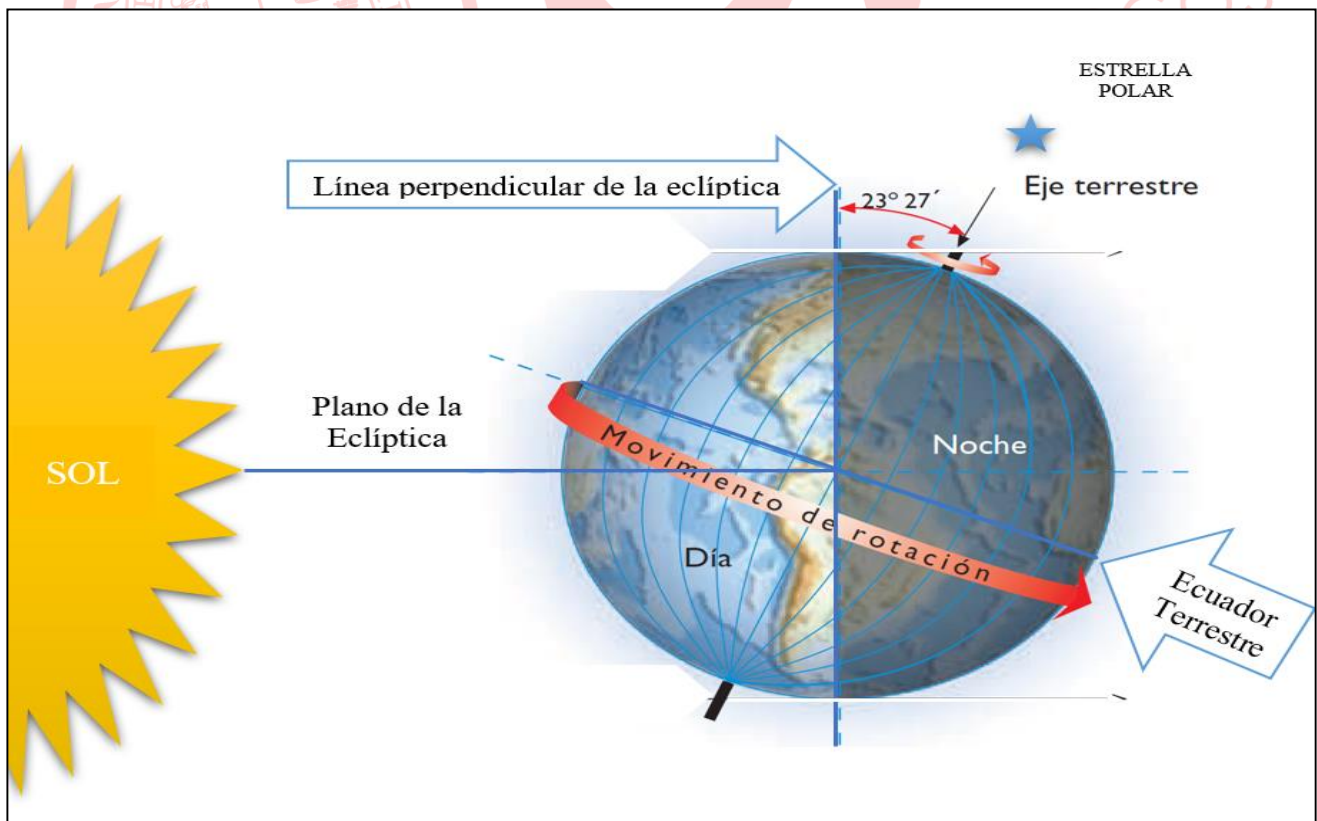 ESTRELLA
POLAR
Línea perpendicular de la eclíptica
23º 27´
Eje terrestre
Plano de la
Eclíptica
SOL
Movimiento de rotación
Noche
Día
Ecuador
Terrestre